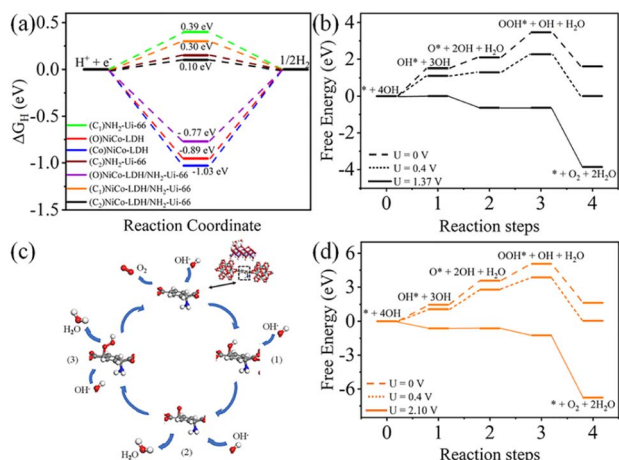 (a)
0.39 eV
0.30 eV
0.10 eV
H⁺ + e⁻
1/2H₂
0.5
0.0
-0.5
-1.0
-1.5
ΔG_H (eV)
(C₁)NH₂-Ui-66
(O)NiCo-LDH
(Co)NiCo-LDH
(C₂)NH₂-Ui-66
(O)NiCo-LDH/NH₂-Ui-66
(C₁)NiCo-LDH/NH₂-Ui-66
(C₂)NiCo-LDH/NH₂-Ui-66
- 0.77 eV
-0.89 eV
-1.03 eV
Reaction Coordinate
(b)
OOH* + OH + H₂O
O* + 2OH + H₂O
OH* + 3OH
* + 4OH
* + O₂ + 2H₂O
4
2
0
-2
-4
Free Energy (eV)
U = 0 V
U = 0.4 V
U = 1.37 V
0 1 2 3 4
Reaction steps
(c)
O₂
OH⁻
H₂O
OH⁻
(3)
(1)
OH⁻
H₂O
(2)
OH⁻
(d)
OOH* + OH + H₂O
O* + 2OH + H₂O
OH* + 3OH
* + 4OH
* + O₂ + 2H₂O
6
3
0
-3
-6
Free Energy (eV)
U = 0 V
U = 0.4 V
U = 2.10 V
0 1 2 3 4
Reaction steps